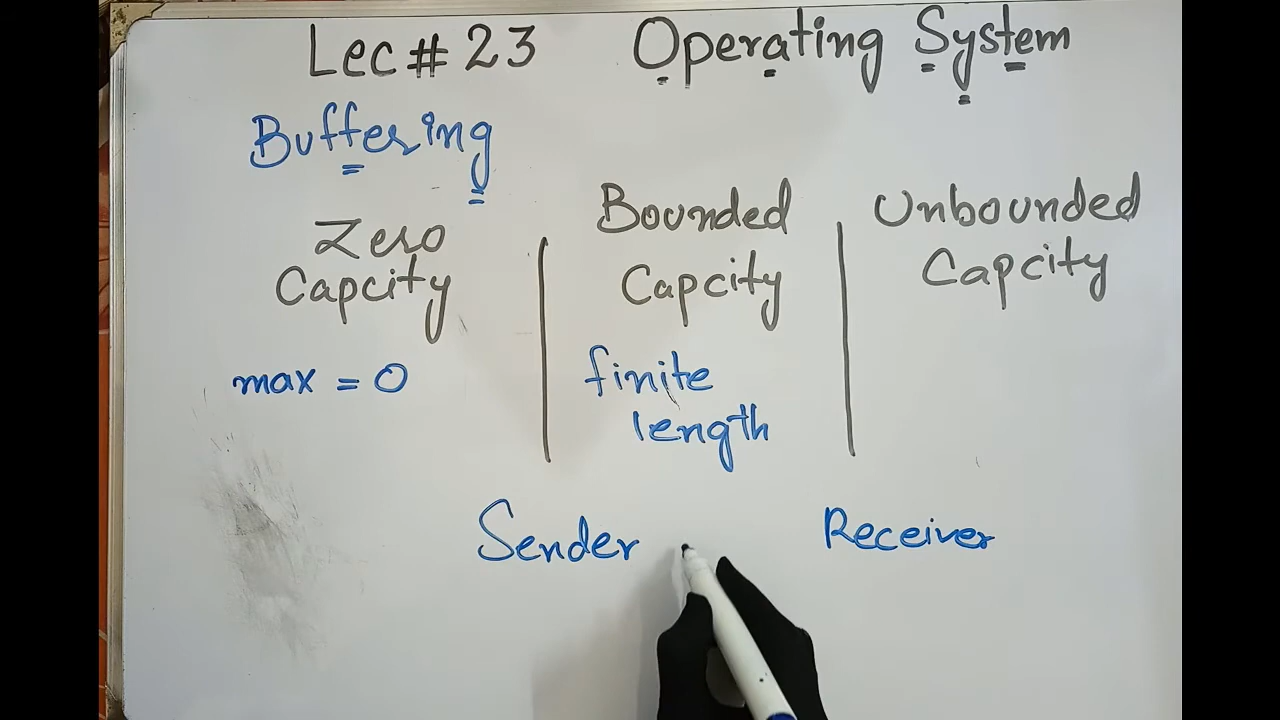 Lec # 23 Operating System
Buffering
Zero
Capcity
max = 0
Bounded
Capcity
finite
length
Unbounded
Capcity
Sender Receiver